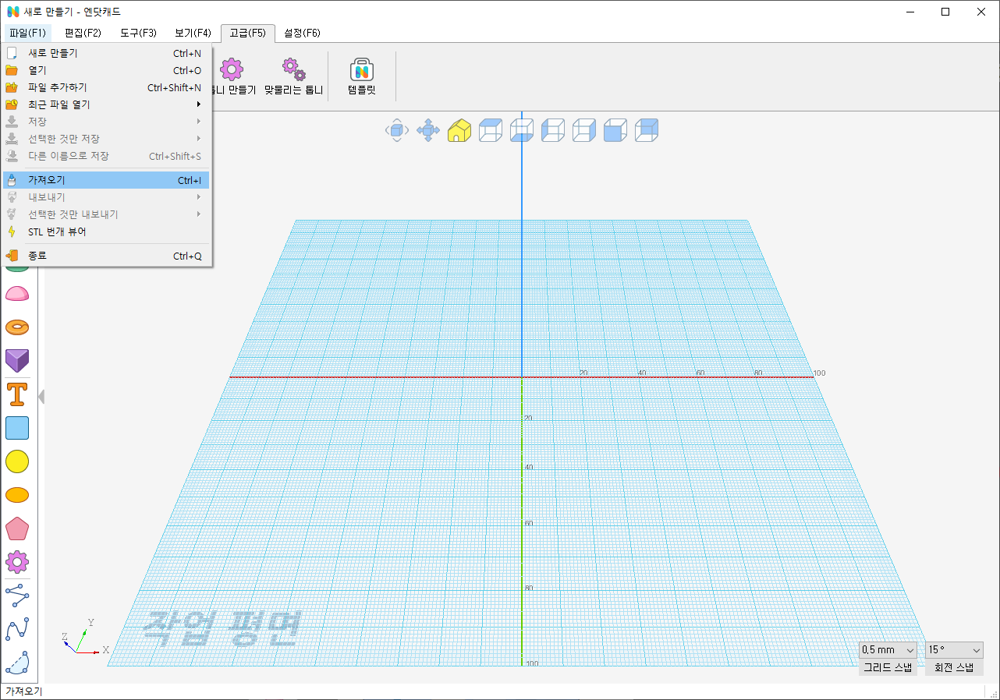 새로 만들기 - 엔닷캐드
파일(F1) 편집(F2) 도구(F3) 보기(F4) 고급(F5) 설정(F6)
새로 만들기 Ctrl+N
열기 Ctrl+O
파일 추가하기 Ctrl+Shift+N
최근 파일 열기
저장
선택한 것만 저장
다른 이름으로 저장 Ctrl+Shift+S
가져오기 Ctrl+I
내보내기
선택한 것만 내보내기
STL 번개 뷰어
종료 Ctrl+Q
만들기 맞물리는 톱니 템플릿
20 40 60 80 100
20
40
60
80
100
작업 평면
Z Y X
0,5 mm 15 °
그리드 스냅 회전 스냅
가져오기